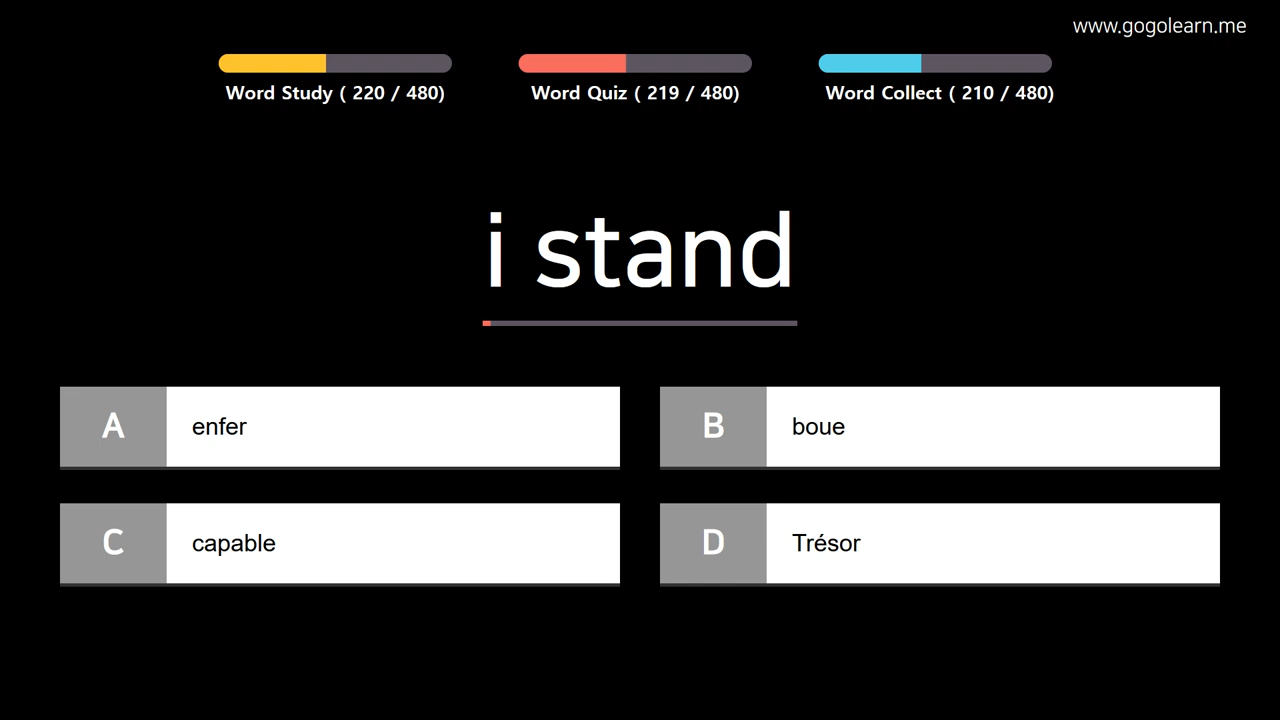 www.gogolearn.me
Word Study ( 220 / 480)
Word Quiz ( 219 / 480)
Word Collect ( 210 / 480)
i stand
A enfer
B boue
C capable
D Trésor